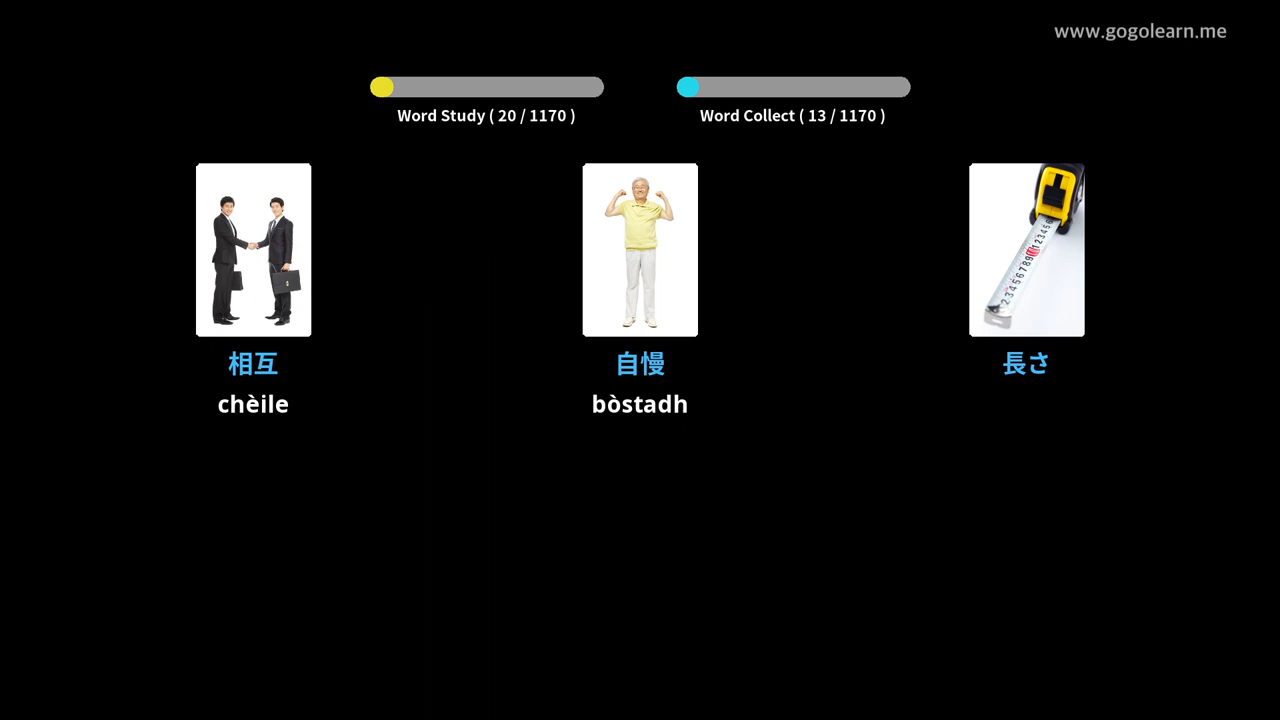 www.gogolearn.me
Word Study ( 20 / 1170 )
Word Collect ( 13 / 1170 )
相互
自慢
長さ
chèile
bòstadh